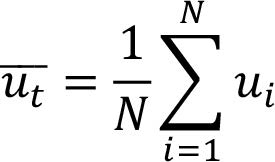 $\overline{u_t} = \frac{1}{N} \sum_{i=1}^{N} u_i$